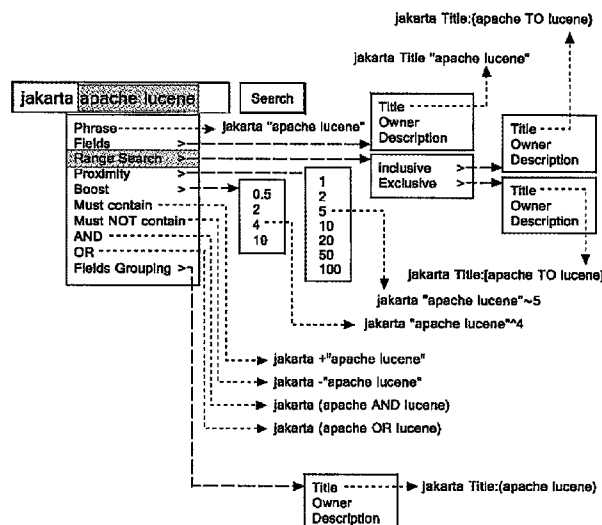 jakarta Title:{apache TO lucene}
jakarta Title "apache lucene"
jakarta apache lucene
Search
Phrase
jakarta "apache lucene"
Fields >
Range Search >
Proximity >
Boost >
Must contain
Must NOT contain
AND
OR
Fields Grouping >
Title
Owner
Description
inclusive >
Exclusive >
Title
Owner
Description
Title
Owner
Description
0.5
2
4
10
1
2
5
10
20
50
100
jakarta Title:[apache TO lucene]
jakarta "apache lucene"~5
jakarta "apache lucene"^4
jakarta +"apache lucene"
jakarta -"apache lucene"
jakarta (apache AND lucene)
jakarta (apache OR lucene)
Title
Owner
Description
jakarta Title:(apache lucene)